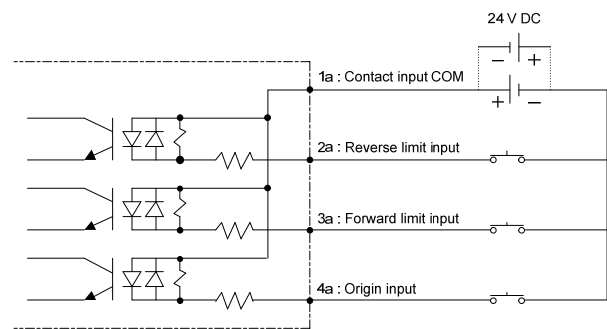 24 V DC
− +
1a : Contact input COM
+ −
2a : Reverse limit input
3a : Forward limit input
4a : Origin input